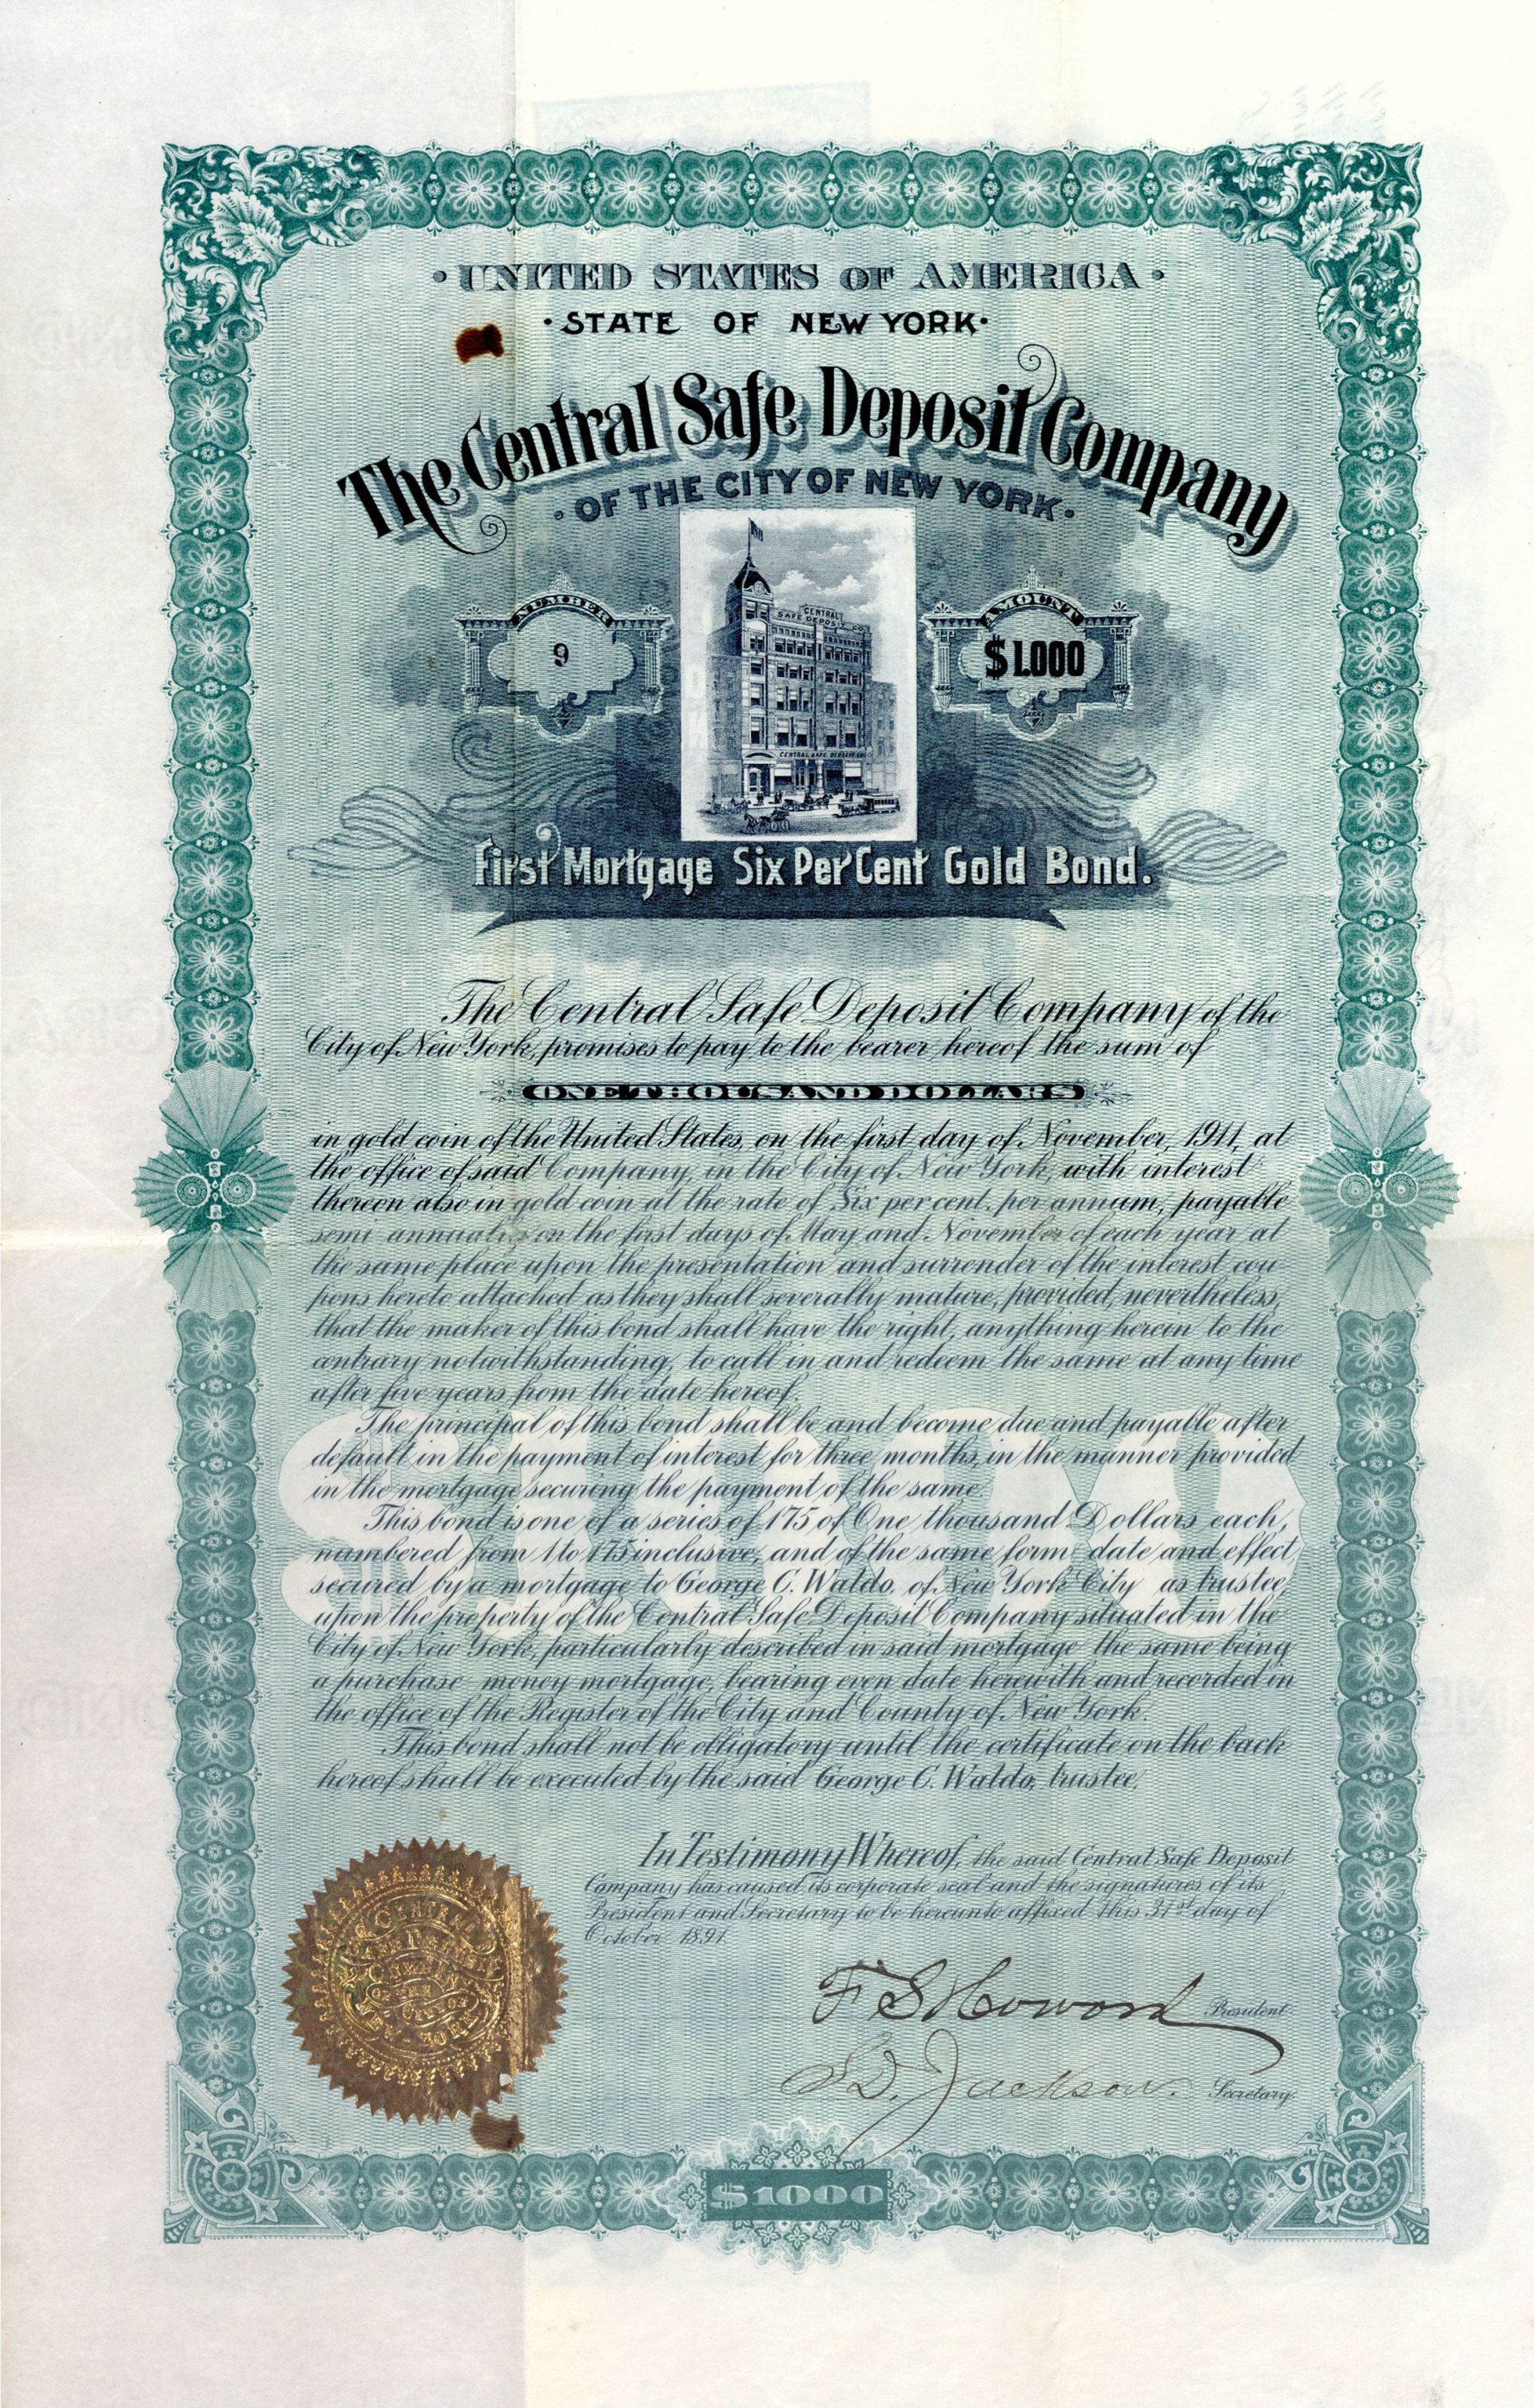 · UNITED STATES OF AMERICA ·
· STATE OF NEW YORK ·
The Central Safe Deposit Company
· OF THE CITY OF NEW YORK ·
NUMBER
9
CENTRAL
SAFE DEPOSIT CO.
CENTRAL SAFE DEPOSIT CO.
AMOUNT
$1,000
First Mortgage Six Per Cent Gold Bond.
The Central Safe Deposit Company of the
City of New York, promises to pay to the bearer hereof the sum of
ONE THOUSAND DOLLARS
in gold coin of the United States, on the first day of November, 1911, at
the office of said Company, in the City of New York, with interest
thereon also in gold coin at the rate of Six per cent. per annum, payable
semi annually on the first days of May and November of each year at
the same place upon the presentation and surrender of the interest cou-
pons hereto attached as they shall severally mature, provided, nevertheless,
that the maker of this bond shall have the right, anything herein to the
contrary notwithstanding, to call in and redeem the same at any time
after five years from the date hereof.
The principal of this bond shall be and become due and payable after
default in the payment of interest for three months, in the manner provided
in the mortgage securing the payment of the same.
This bond is one of a series of 175 of One thousand Dollars each,
numbered from 1 to 175 inclusive, and of the same form date and effect,
secured by a mortgage to George C. Waldo, of New York City as trustee,
upon the property of the Central Safe Deposit Company situated in the
City of New York, particularly described in said mortgage the same being
a purchase money mortgage, bearing even date herewith and recorded in
the office of the Register of the City and County of New York.
This bond shall not be obligatory until the certificate on the back
hereof shall be executed by the said George C. Waldo, trustee.
In Testimony Whereof, the said Central Safe Deposit
Company has caused its corporate seal and the signatures of its
President and Secretary to be hereunto affixed this 31st day of
October 1891.
CENTRAL
SAFE DEPOSIT
COMPANY
OF THE
CITY OF
NEW-YORK
F S Howard President
S D. Jackson. Secretary
$1000